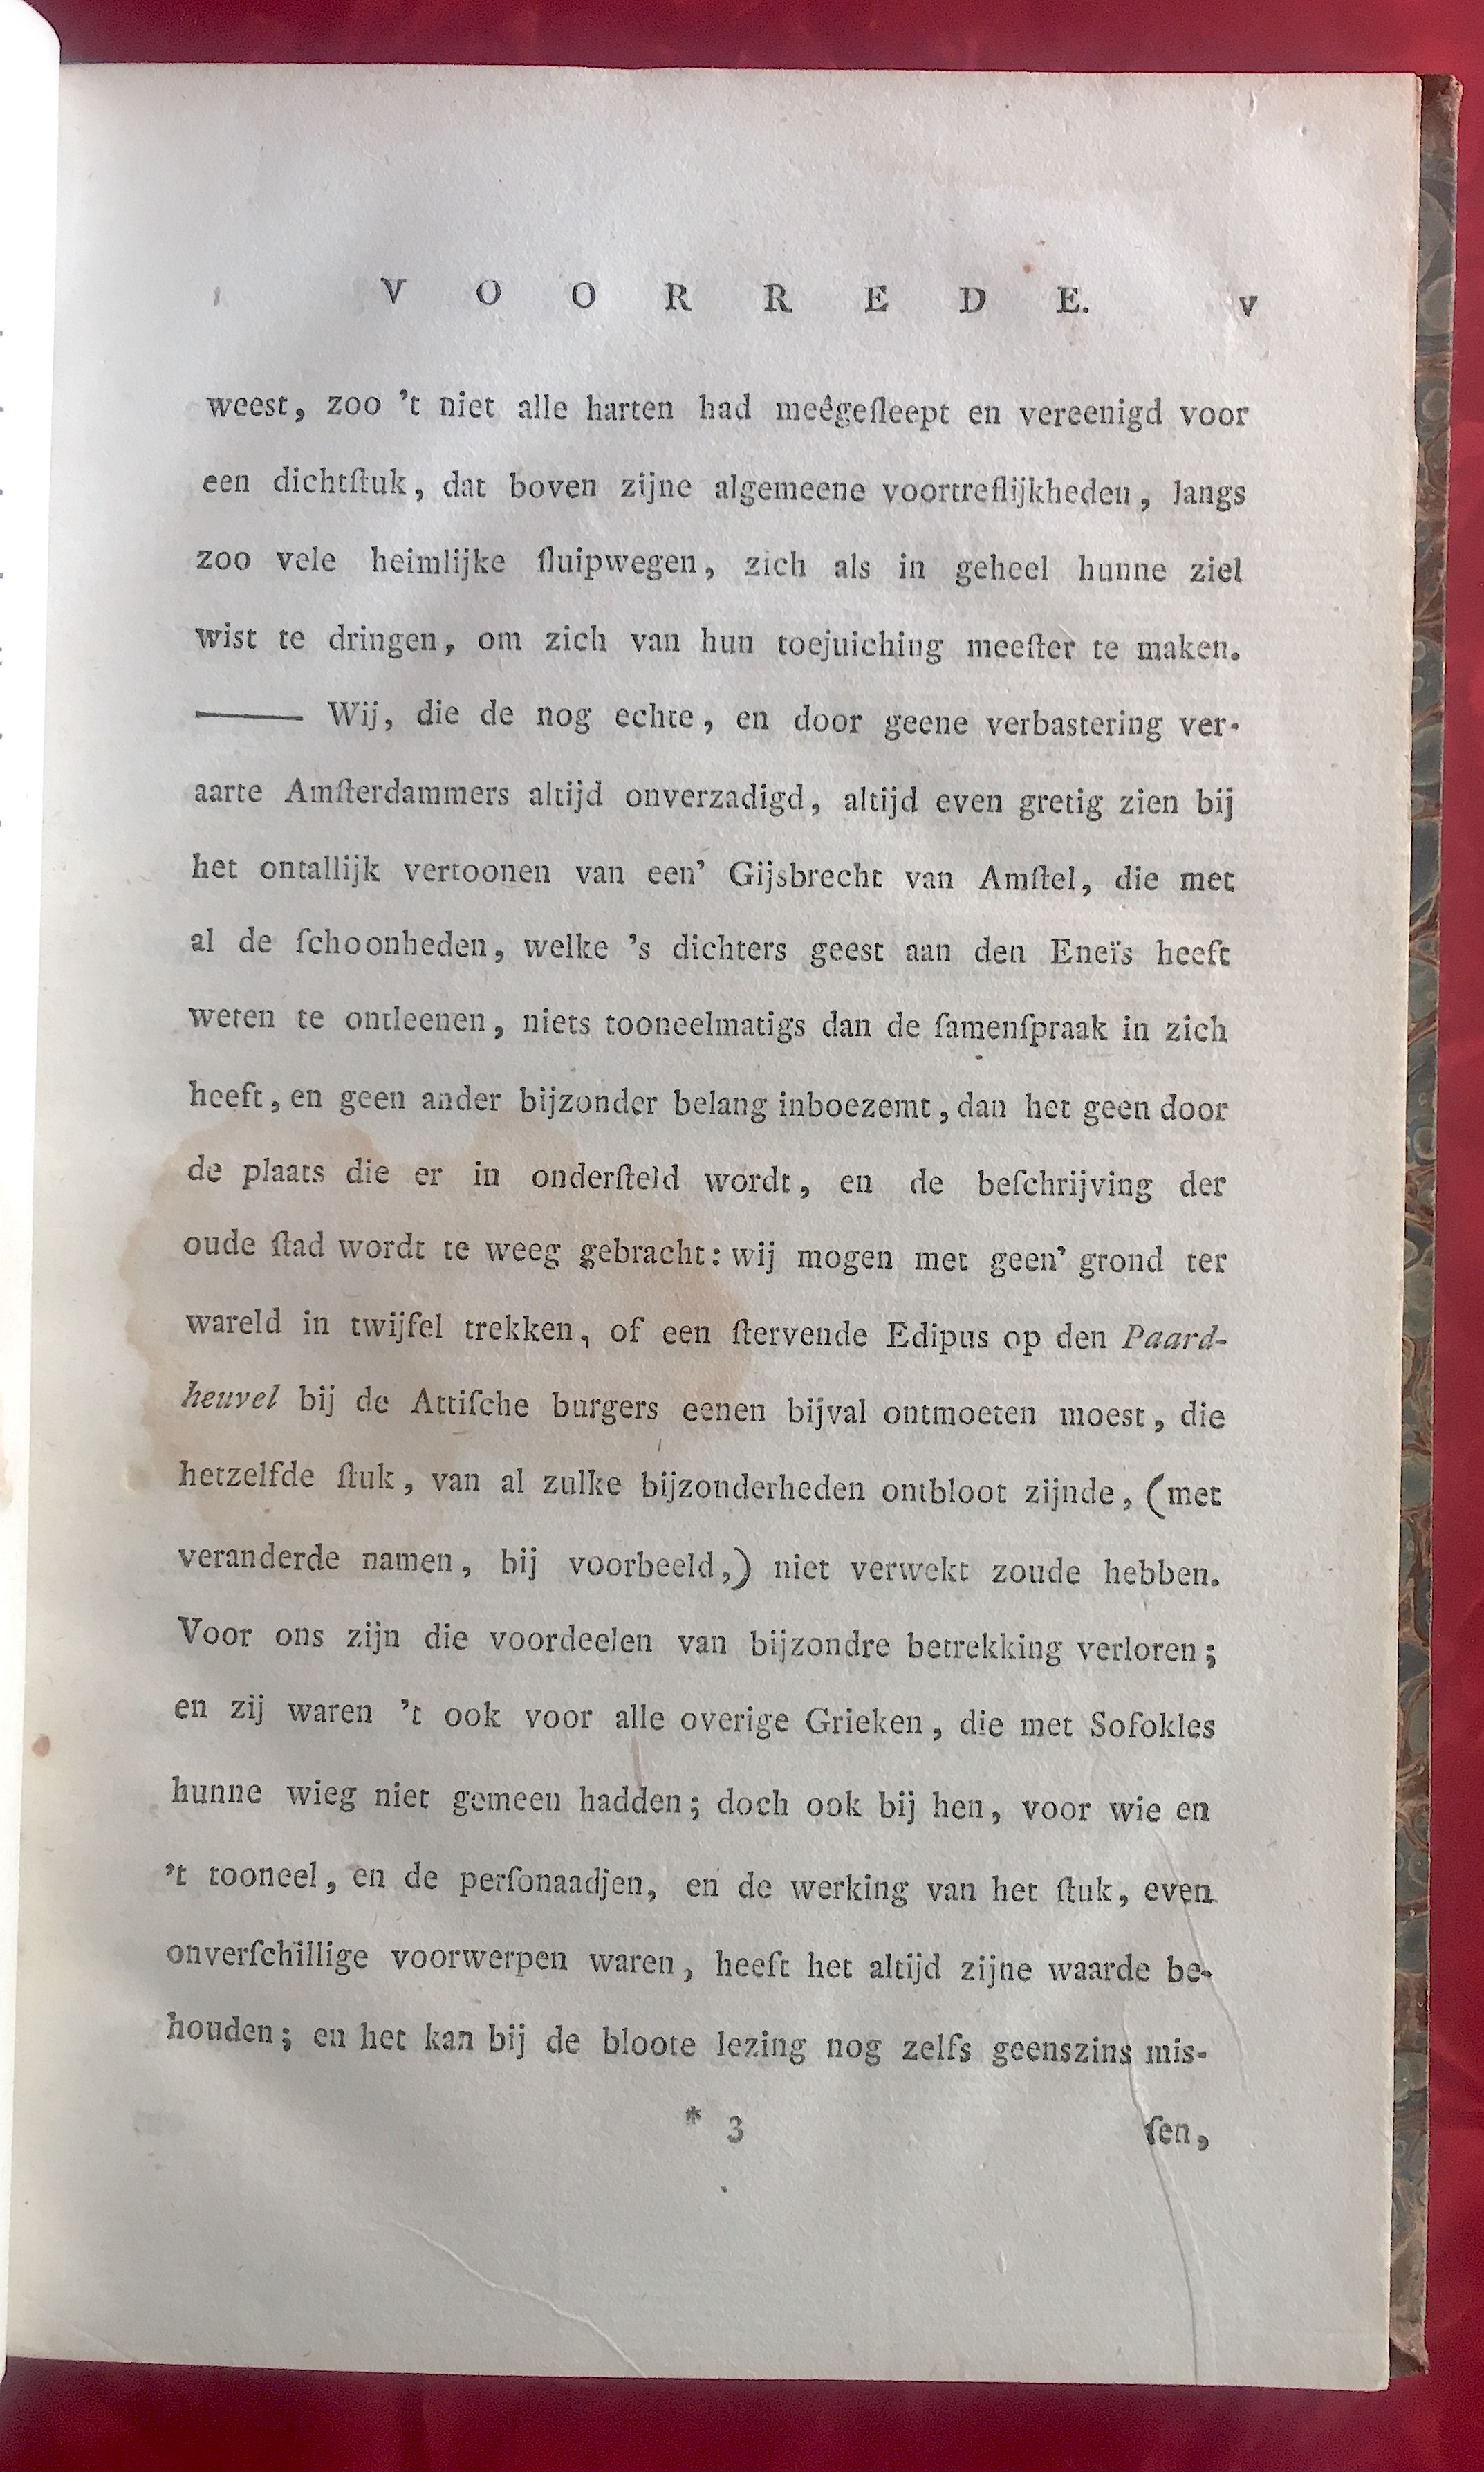 V O O R R E D E. v
weest, zoo 't niet alle harten had meêgeſleept en vereenigd voor
een dichtſtuk, dat boven zijne algemeene voortreflijkheden, langs
zoo vele heimlijke ſluipwegen, zich als in geheel hunne ziel
wist te dringen, om zich van hun toejuiching meeſter te maken.
——— Wij, die de nog echte, en door geene verbastering ver-
aarte Amſterdammers altijd onverzadigd, altijd even gretig zien bij
het ontallijk vertoonen van een' Gijsbrecht van Amſtel, die met
al de ſchoonheden, welke 's dichters geest aan den Eneïs heeft
weten te ontleenen, niets tooneelmatigs dan de ſamenſpraak in zich
heeft, en geen ander bijzonder belang inboezemt, dan het geen door
de plaats die er in onderſteld wordt, en de beſchrijving der
oude ſtad wordt te weeg gebracht: wij mogen met geen' grond ter
wareld in twijfel trekken, of een ſtervende Edipus op den Paard-
heuvel bij de Attiſche burgers eenen bijval ontmoeten moest, die
hetzelfde ſtuk, van al zulke bijzonderheden ontbloot zijnde, (met
veranderde namen, bij voorbeeld,) niet verwekt zoude hebben.
Voor ons zijn die voordeelen van bijzondre betrekking verloren;
en zij waren 't ook voor alle overige Grieken, die met Sofokles
hunne wieg niet gemeen hadden; doch ook bij hen, voor wie en
't tooneel, en de perſonaadjen, en de werking van het ſtuk, even
onverſchillige voorwerpen waren, heeft het altijd zijne waarde be-
houden; en het kan bij de bloote lezing nog zelfs geenszins mis-
* 3 ſen,